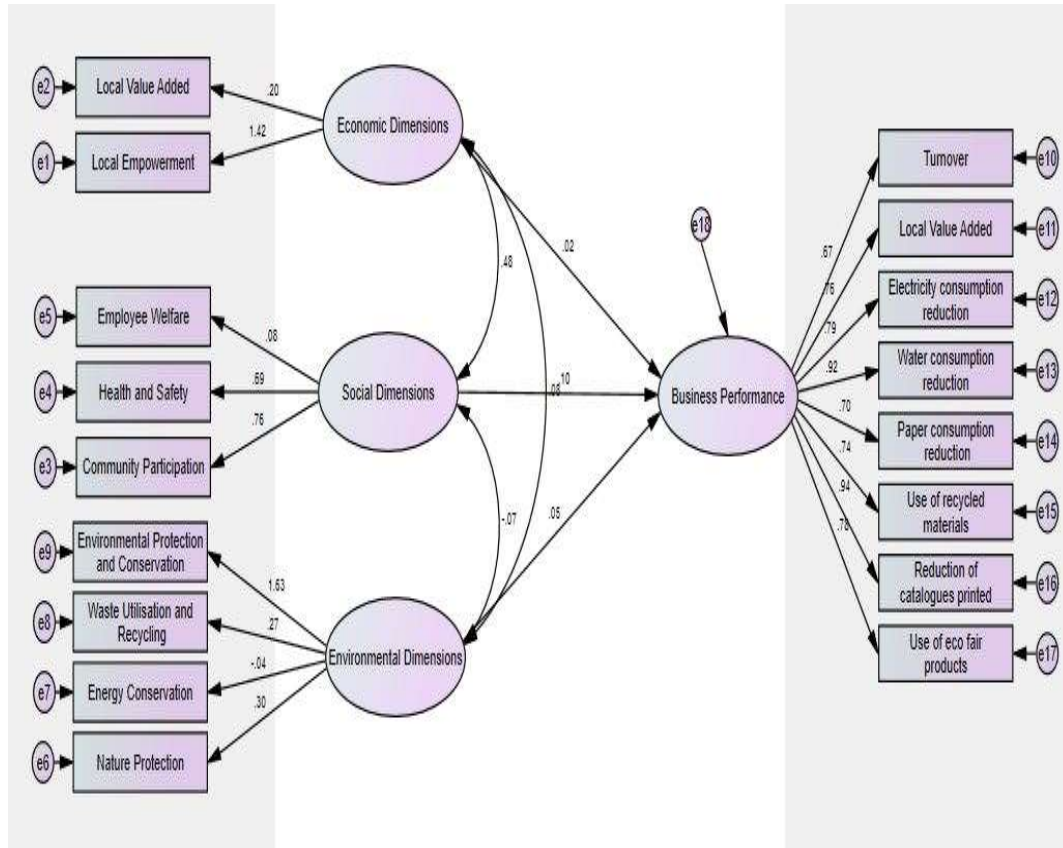 e2
Local Value Added
.20
e1
Local Empowerment
1.42
Economic Dimensions
e5
Employee Welfare
.08
e4
Health and Safety
.69
e3
Community Participation
.76
Social Dimensions
e9
Environmental Protection
and Conservation
1.63
e8
Waste Utilisation and
Recycling
.27
e7
Energy Conservation
-.04
e6
Nature Protection
.30
Environmental Dimensions
.48
-.07
.08
.02
.10
.05
e18
Business Performance
Turnover
e10
.67
Local Value Added
e11
.76
Electricity consumption
reduction
e12
.79
Water consumption
reduction
e13
.92
Paper consumption
reduction
e14
.70
Use of recycled
materials
e15
.74
Reduction of
catalogues printed
e16
.94
Use of eco fair
products
e17
.78